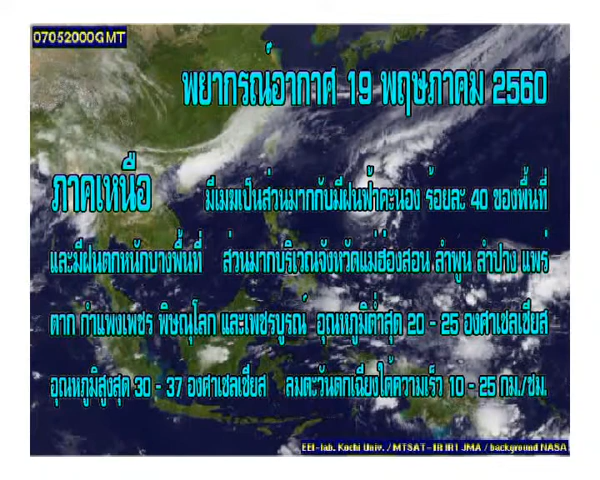 07052000GMT
พยากรณ์อากาศ 19 พฤษภาคม 2560
ภาคเหนือ มีเมฆเป็นส่วนมากกับมีฝนฟ้าคะนอง ร้อยละ 40 ของพื้นที่
และมีฝนตกหนักบางพื้นที่ ส่วนมากบริเวณจังหวัดแม่ฮ่องสอน ลำพูน ลำปาง แพร่
ตาก กำแพงเพชร พิษณุโลก และเพชรบูรณ์ อุณหภูมิต่ำสุด 20 - 25 องศาเซลเซียส
อุณหภูมิสูงสุด 30 - 37 องศาเซลเซียส ลมตะวันตกเฉียงใต้ความเร็ว 10 - 25 กม./ชม.
EEI-lab. Kochi Univ. / MTSAT-1R IR1 JMA / background NASA